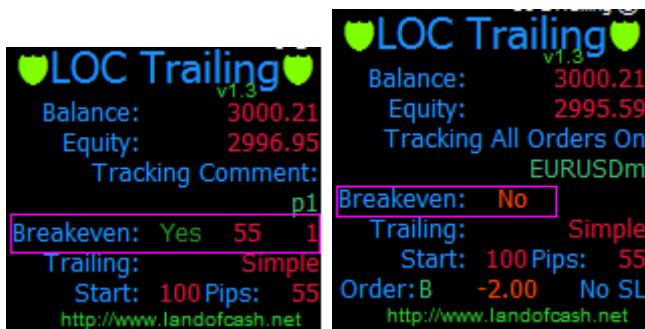 LOC Trailing
v1.3
Balance: 3000.21
Equity: 2996.95
Tracking Comment:
p1
Breakeven: Yes 55 1
Trailing: Simple
Start: 100 Pips: 55
http://www.landofcash.net
LOC Trailing
v1.3
Balance: 3000.21
Equity: 2995.59
Tracking All Orders On
EURUSDm
Breakeven: No
Trailing: Simple
Start: 100 Pips: 55
Order: B -2.00 No SL
http://www.landofcash.net